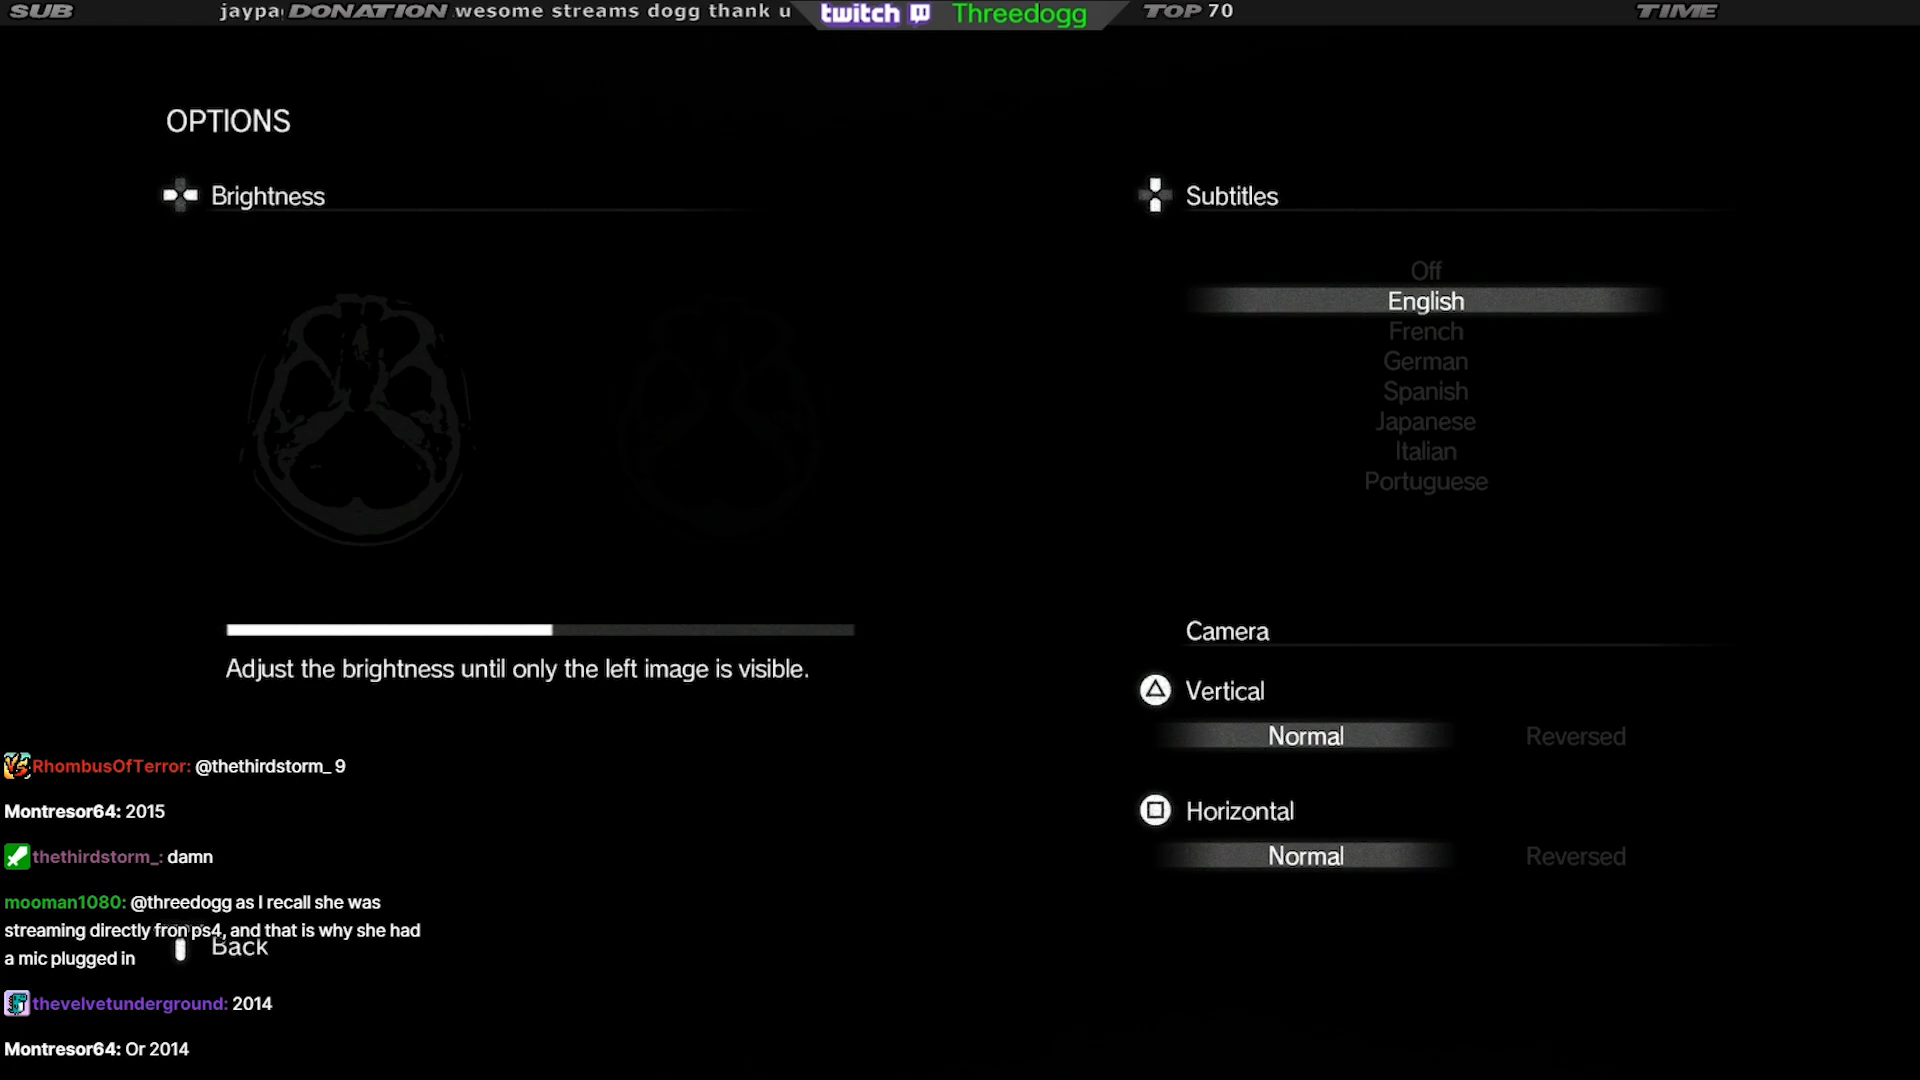 SUB
jaypa DONATION wesome streams dogg thank u
twitch Threedogg
TOP 70
TIME
OPTIONS
Brightness
Subtitles
Off
English
French
German
Spanish
Japanese
Italian
Portuguese
Adjust the brightness until only the left image is visible.
Camera
Vertical
Normal Reversed
Horizontal
Normal Reversed
RhombusOfTerror: @thethirdstorm_ 9
Montresor64: 2015
thethirdstorm_: damn
mooman1080: @threedogg as I recall she was
streaming directly fron ps4, and that is why she had
a mic plugged in
Back
thevelvetunderground: 2014
Montresor64: Or 2014